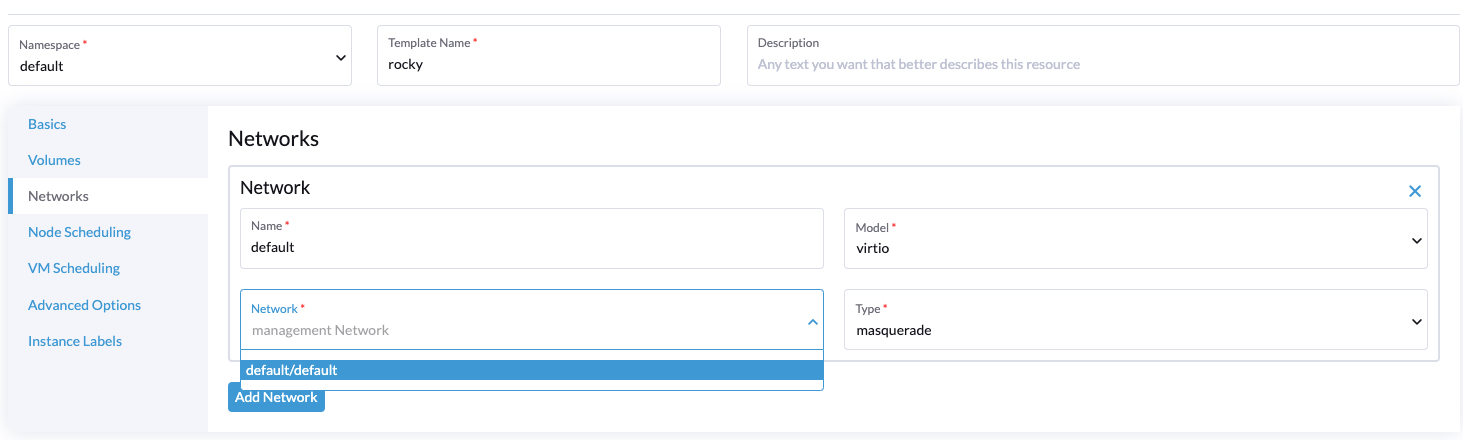 Namespace *
default
Template Name *
rocky
Description
Any text you want that better describes this resource
Basics
Volumes
Networks
Node Scheduling
VM Scheduling
Advanced Options
Instance Labels
Networks
Network
Name *
default
Model *
virtio
Network *
management Network
Type *
masquerade
default/default
Add Network